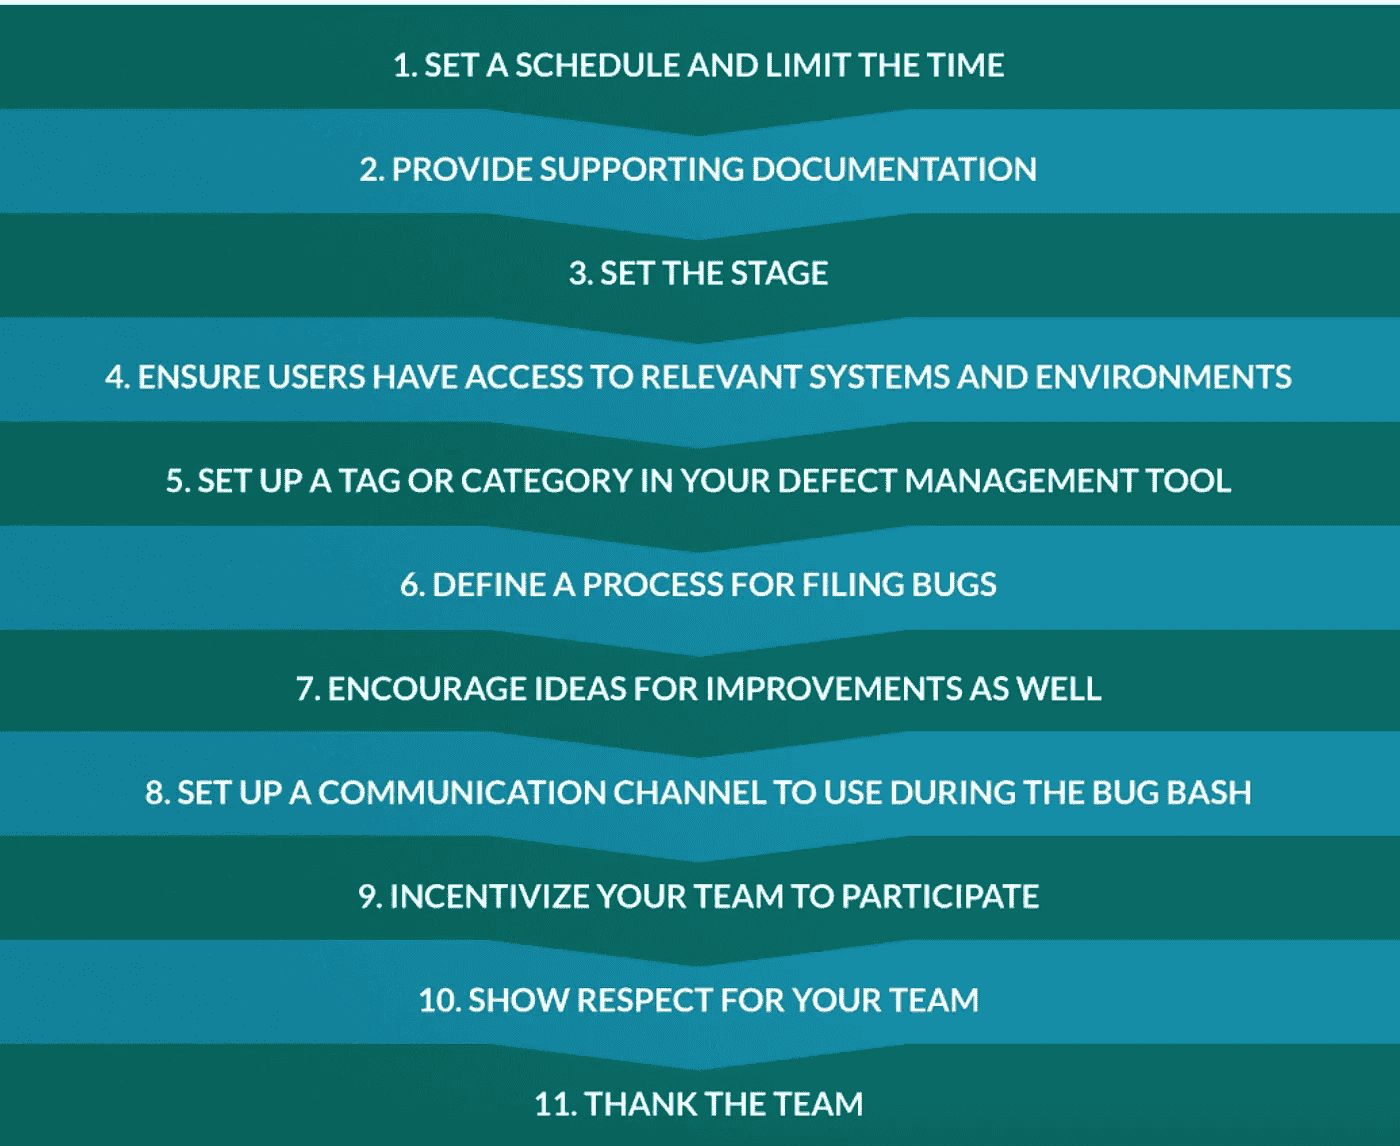 1. SET A SCHEDULE AND LIMIT THE TIME
2. PROVIDE SUPPORTING DOCUMENTATION
3. SET THE STAGE
4. ENSURE USERS HAVE ACCESS TO RELEVANT SYSTEMS AND ENVIRONMENTS
5. SET UP A TAG OR CATEGORY IN YOUR DEFECT MANAGEMENT TOOL
6. DEFINE A PROCESS FOR FILING BUGS
7. ENCOURAGE IDEAS FOR IMPROVEMENTS AS WELL
8. SET UP A COMMUNICATION CHANNEL TO USE DURING THE BUG BASH
9. INCENTIVIZE YOUR TEAM TO PARTICIPATE
10. SHOW RESPECT FOR YOUR TEAM
11. THANK THE TEAM